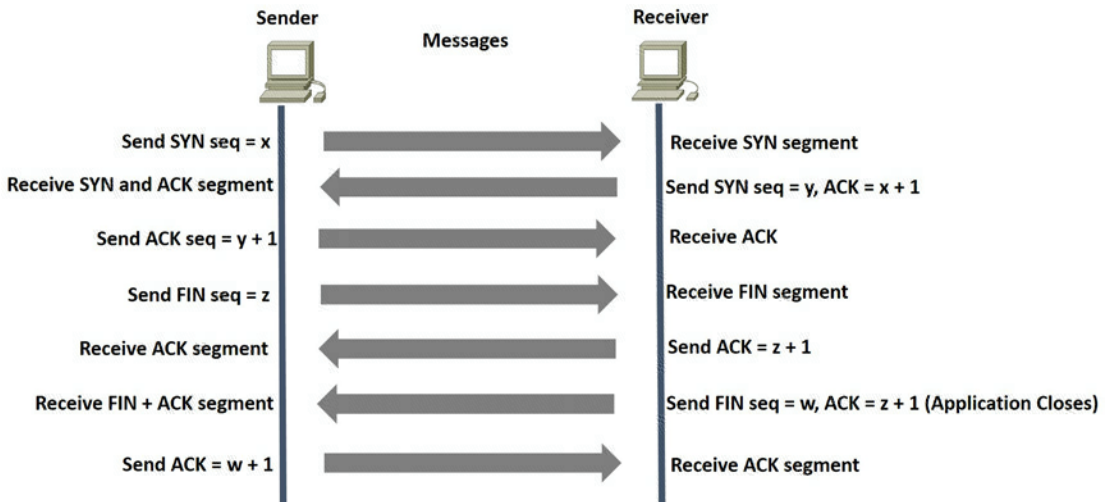 Sender
Receiver
Messages
Send SYN seq = x
Receive SYN segment
Receive SYN and ACK segment
Send SYN seq = y, ACK = x + 1
Send ACK seq = y + 1
Receive ACK
Send FIN seq = z
Receive FIN segment
Receive ACK segment
Send ACK = z + 1
Receive FIN + ACK segment
Send FIN seq = w, ACK = z + 1 (Application Closes)
Send ACK = w + 1
Receive ACK segment